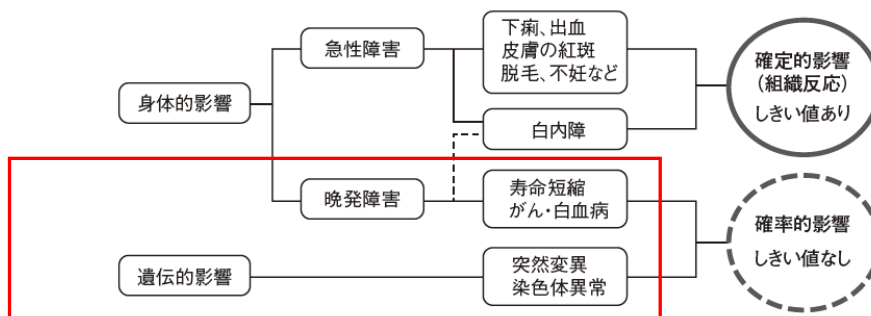 身体的影響
急性障害
下痢、出血
皮膚の紅斑
脱毛、不妊など
白内障
確定的影響
(組織反応)
しきい値あり
晩発障害
寿命短縮
がん・白血病
遺伝的影響
突然変異
染色体異常
確率的影響
しきい値なし